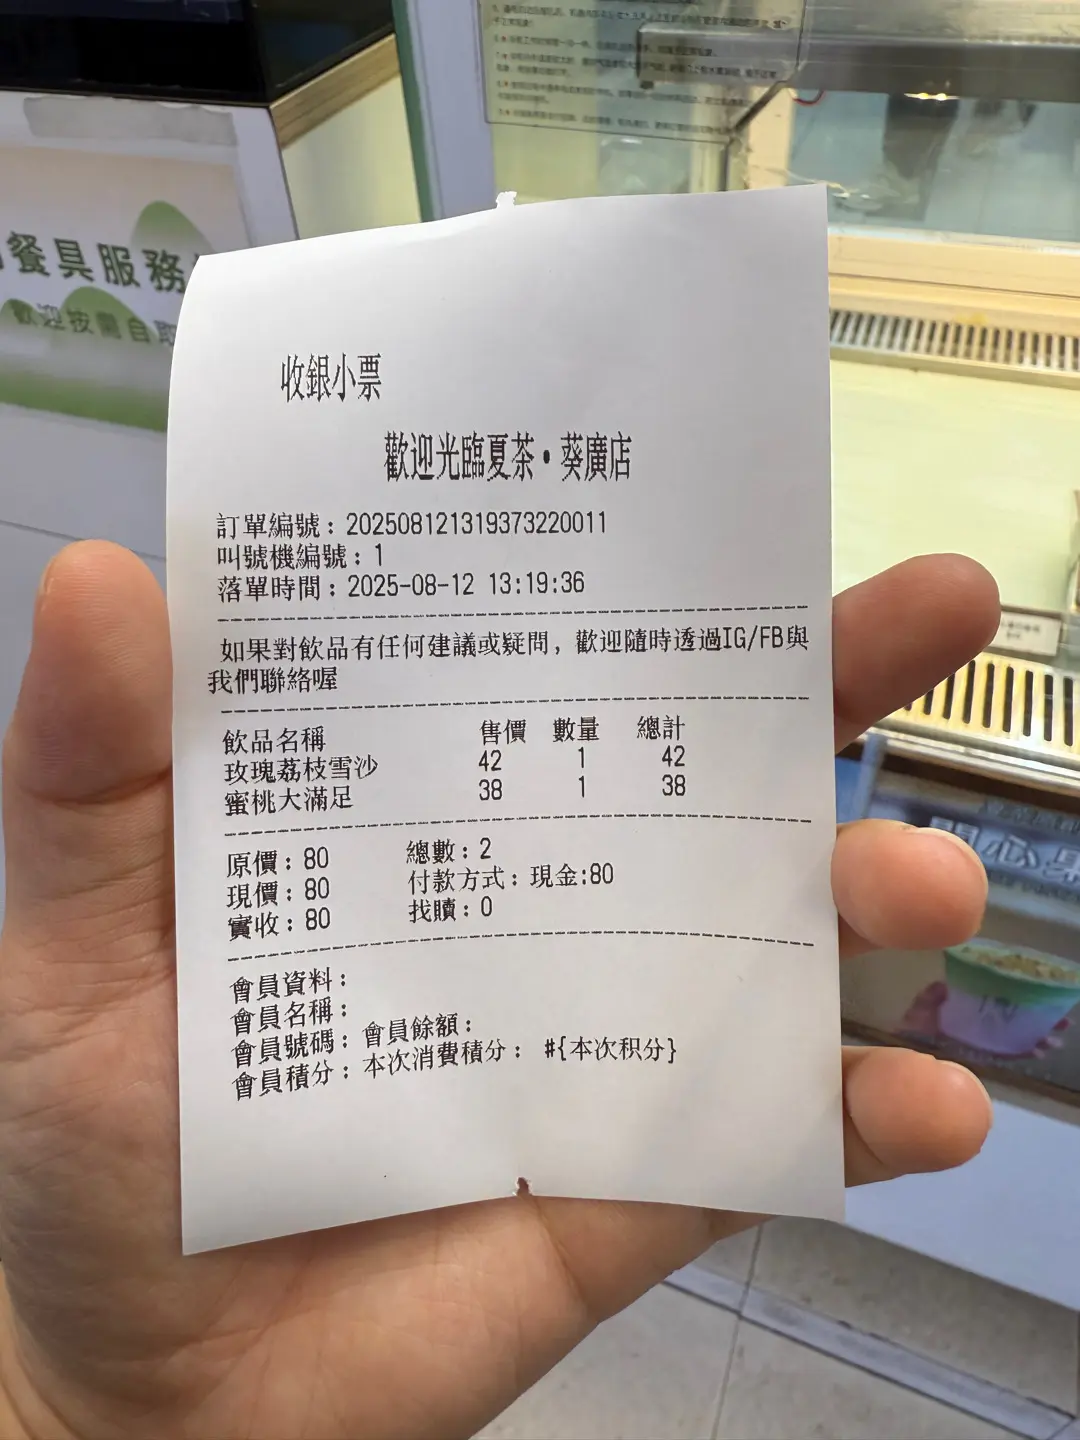 餐具服務
歡迎按需自取
收銀小票
歡迎光臨夏茶•葵廣店
訂單編號：202508121319373220011
叫號機編號：1
落單時間：2025-08-12 13:19:36
如果對飲品有任何建議或疑問，歡迎隨時透過IG/FB與
我們聯絡喔
飲品名稱 售價 數量 總計
玫瑰荔枝雪沙 42 1 42
蜜桃大滿足 38 1 38
原價：80 總數：2
現價：80 付款方式：現金:80
實收：80 找贖：0
會員資料：
會員名稱：
會員號碼： 會員餘額：
會員積分： 本次消費積分： #{本次积分}
開心果